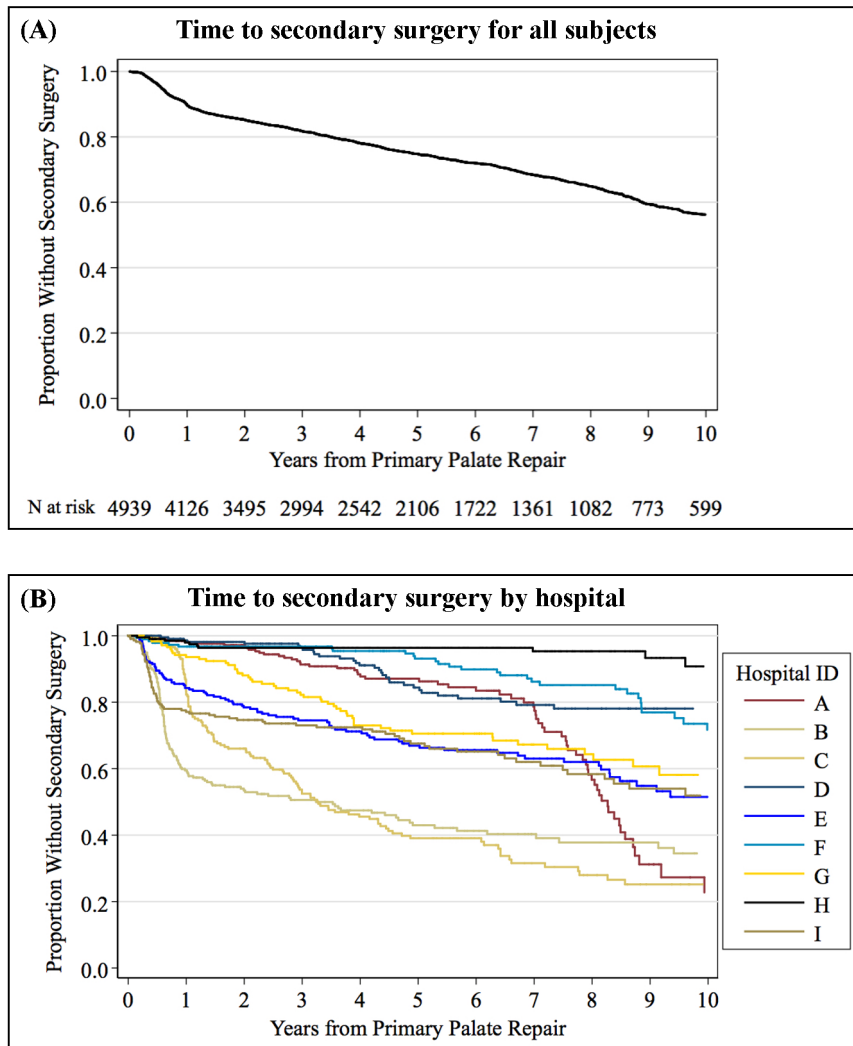 (A) Time to secondary surgery for all subjects
Proportion Without Secondary Surgery
1.0
0.8
0.6
0.4
0.2
0.0
0 1 2 3 4 5 6 7 8 9 10
Years from Primary Palate Repair
N at risk 4939 4126 3495 2994 2542 2106 1722 1361 1082 773 599
(B) Time to secondary surgery by hospital
Proportion Without Secondary Surgery
1.0
0.8
0.6
0.4
0.2
0.0
0 1 2 3 4 5 6 7 8 9 10
Years from Primary Palate Repair
Hospital ID
A
B
C
D
E
F
G
H
I